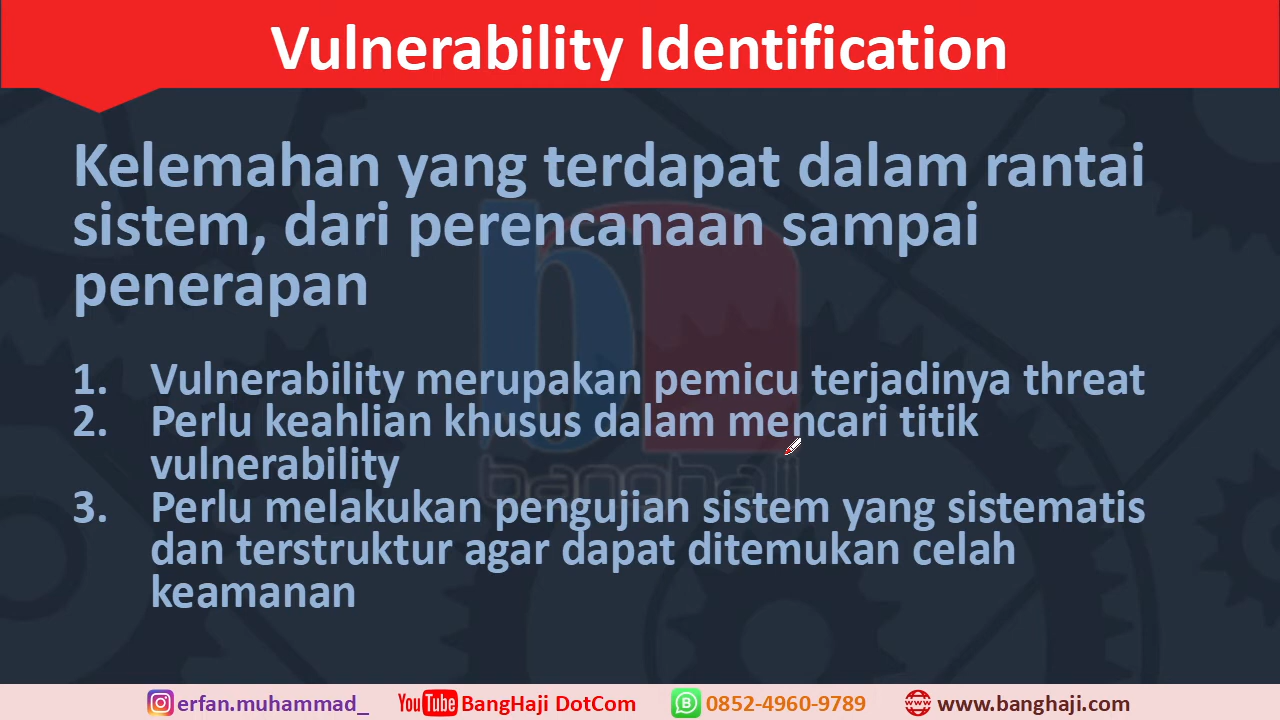 Vulnerability Identification
Kelemahan yang terdapat dalam rantai
sistem, dari perencanaan sampai
penerapan
1. Vulnerability merupakan pemicu terjadinya threat
2. Perlu keahlian khusus dalam mencari titik
vulnerability
3. Perlu melakukan pengujian sistem yang sistematis
dan terstruktur agar dapat ditemukan celah
keamanan
banghaji
erfan.muhammad_ YouTube BangHaji DotCom B 0852-4960-9789 www.banghaji.com